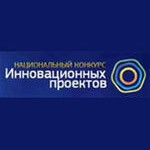 НАЦИОНАЛЬНЫЙ КОНКУРС
Инновационных
проектов